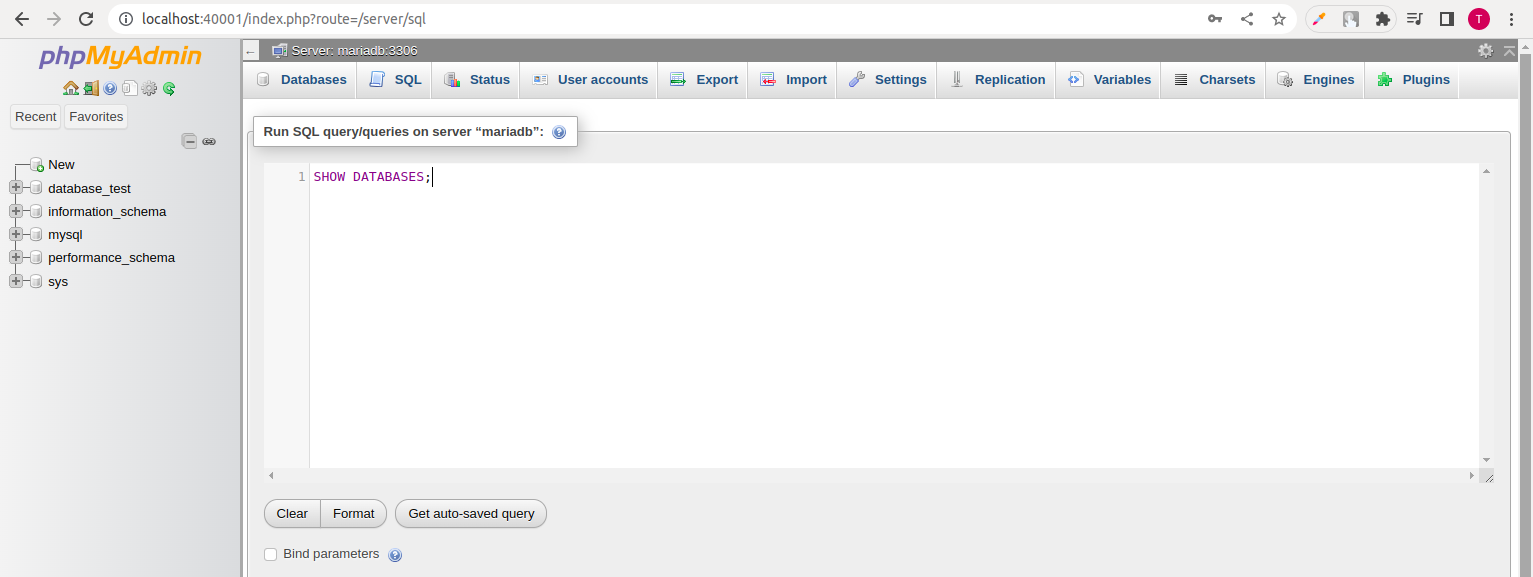 localhost:40001/index.php?route=/server/sql
T
phpMyAdmin
Recent Favorites
New
database_test
information_schema
mysql
performance_schema
sys
Server: mariadb:3306
Databases SQL Status User accounts Export Import Settings Replication Variables Charsets Engines Plugins
Run SQL query/queries on server “mariadb”:
1 SHOW DATABASES;
Clear Format Get auto-saved query
Bind parameters